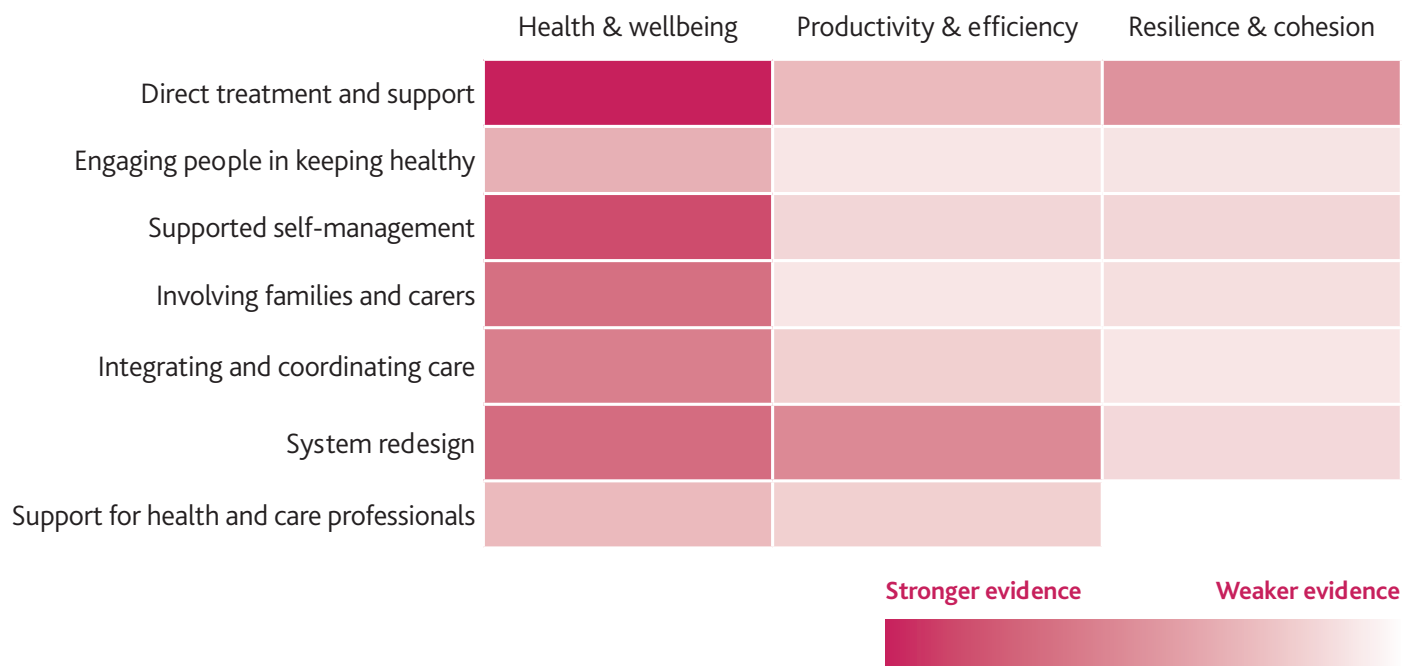 Health & wellbeing
Productivity & efficiency
Resilience & cohesion
Direct treatment and support
Engaging people in keeping healthy
Supported self-management
Involving families and carers
Integrating and coordinating care
System redesign
Support for health and care professionals
Stronger evidence
Weaker evidence